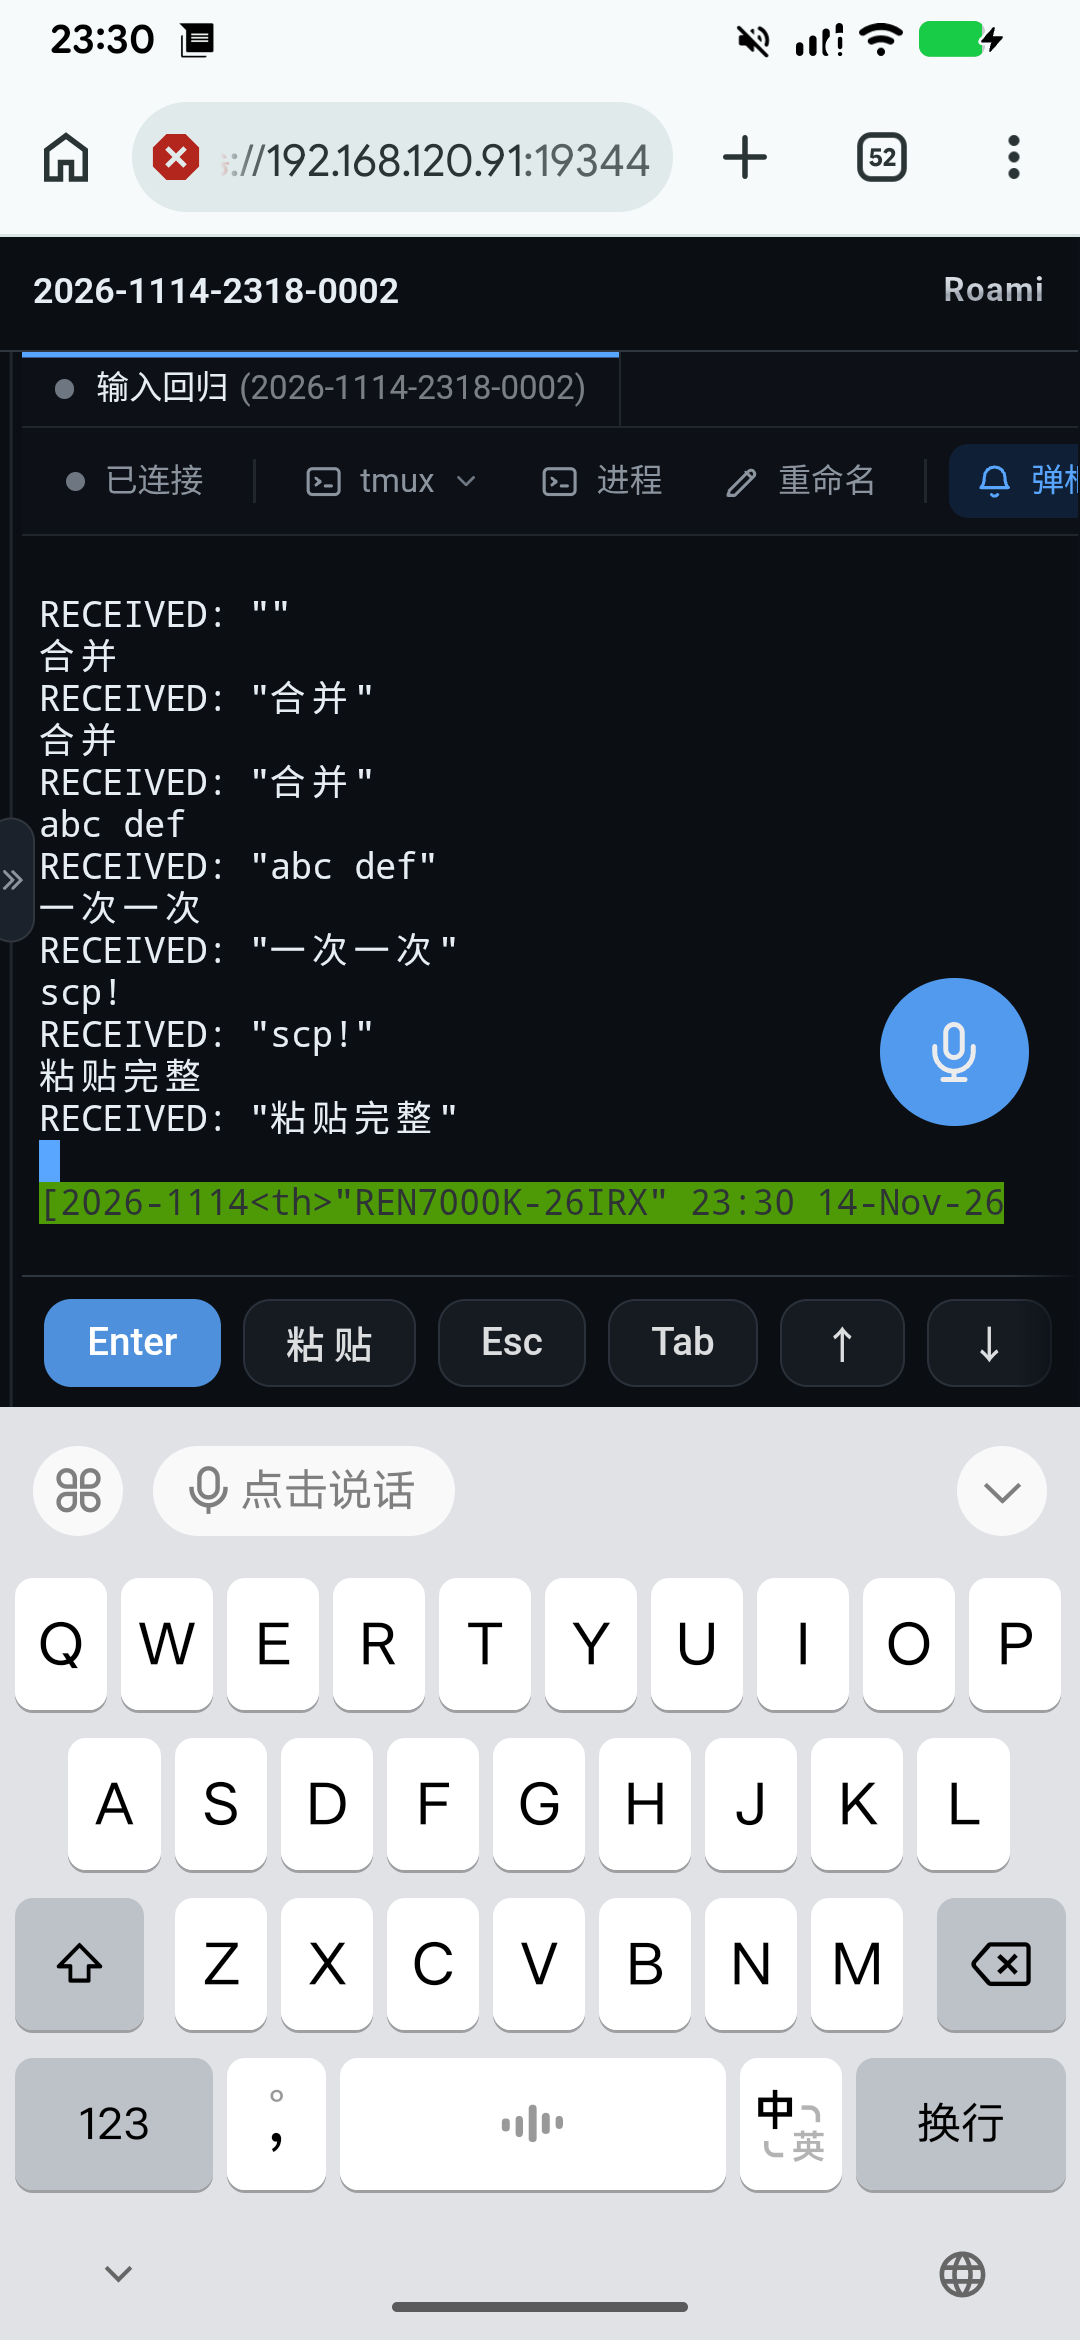 23:30
://192.168.120.91:19344
52
2026-1114-2318-0002
Roami
输入回归 (2026-1114-2318-0002)
已连接
tmux
进程
重命名
弹
RECEIVED: ""
合并
RECEIVED: "合并"
合并
RECEIVED: "合并"
abc def
RECEIVED: "abc def"
一次一次
RECEIVED: "一次一次"
scp!
RECEIVED: "scp!"
粘贴完整
RECEIVED: "粘贴完整"
[2026-1114<th>"REN7000K-26IRX" 23:30 14-Nov-26
Enter
粘贴
Esc
Tab
↑
↓
点击说话
Q W E R T Y U I O P
A S D F G H J K L
Z X C V B N M
123
。
，
中
英
换行